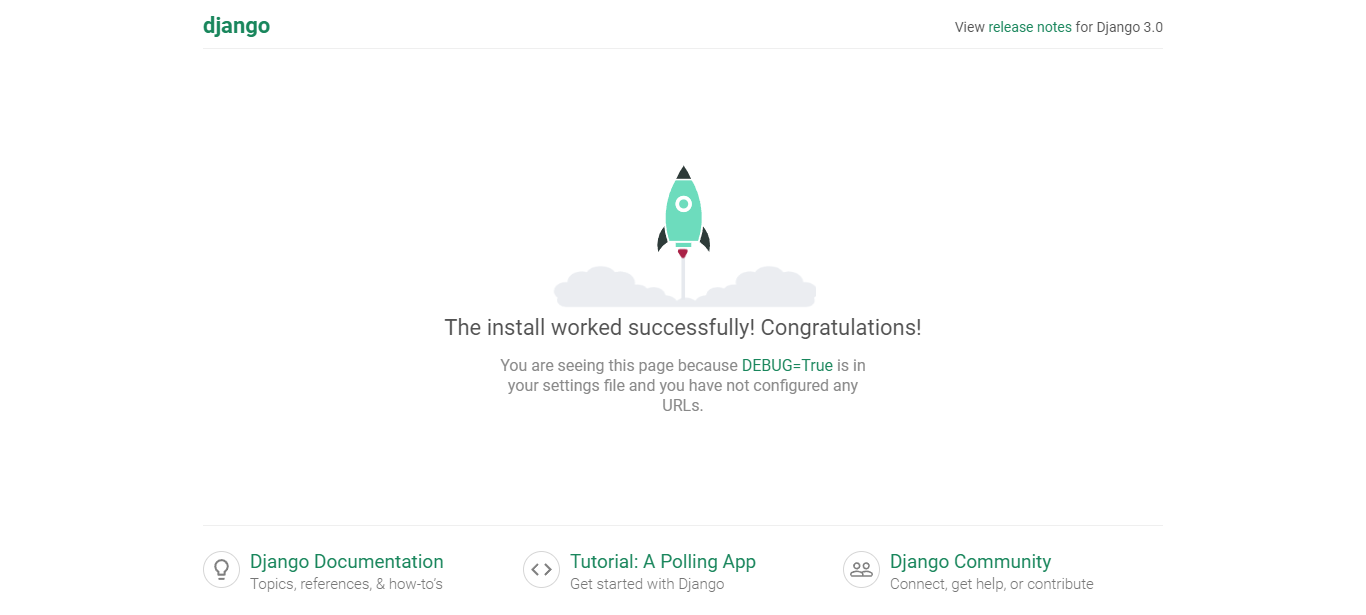 django
View release notes for Django 3.0
The install worked successfully! Congratulations!
You are seeing this page because DEBUG=True is in
your settings file and you have not configured any
URLs.
Django Documentation
Topics, references, & how-to's
Tutorial: A Polling App
Get started with Django
Django Community
Connect, get help, or contribute